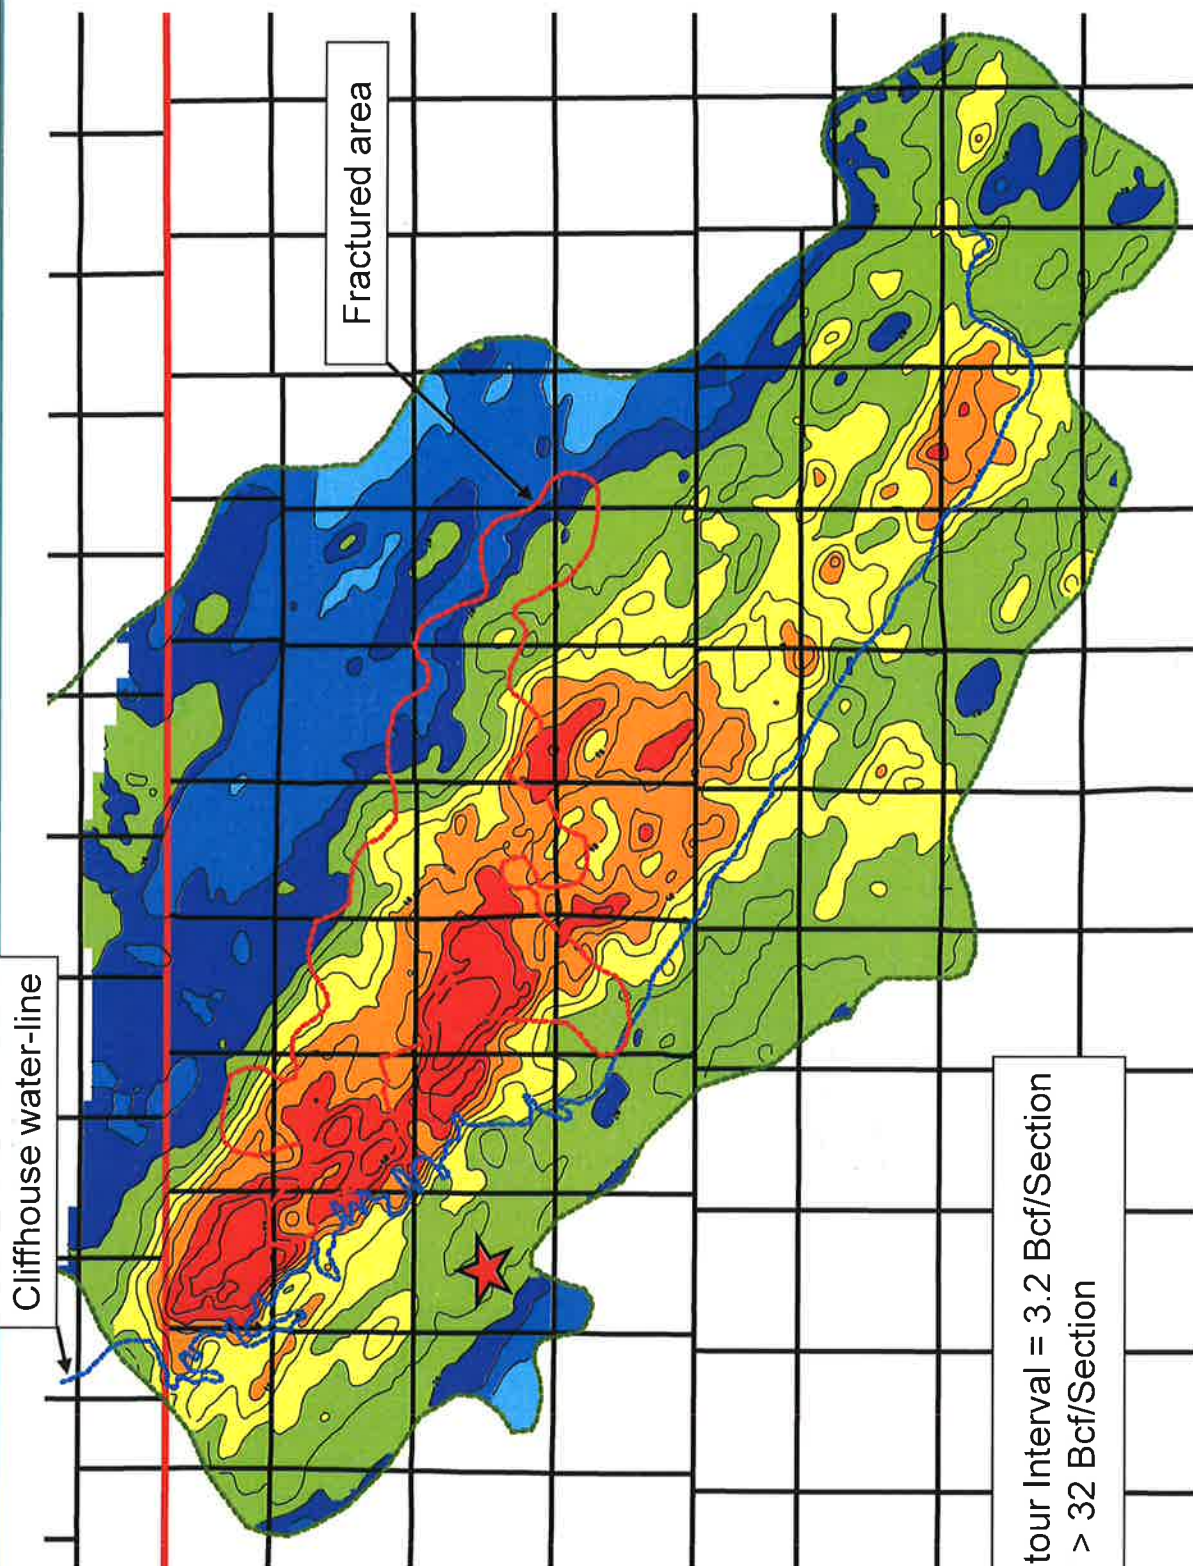 Cliffhouse water-line
Fractured area
tour Interval = 3.2 Bcf/Section
> 32 Bcf/Section